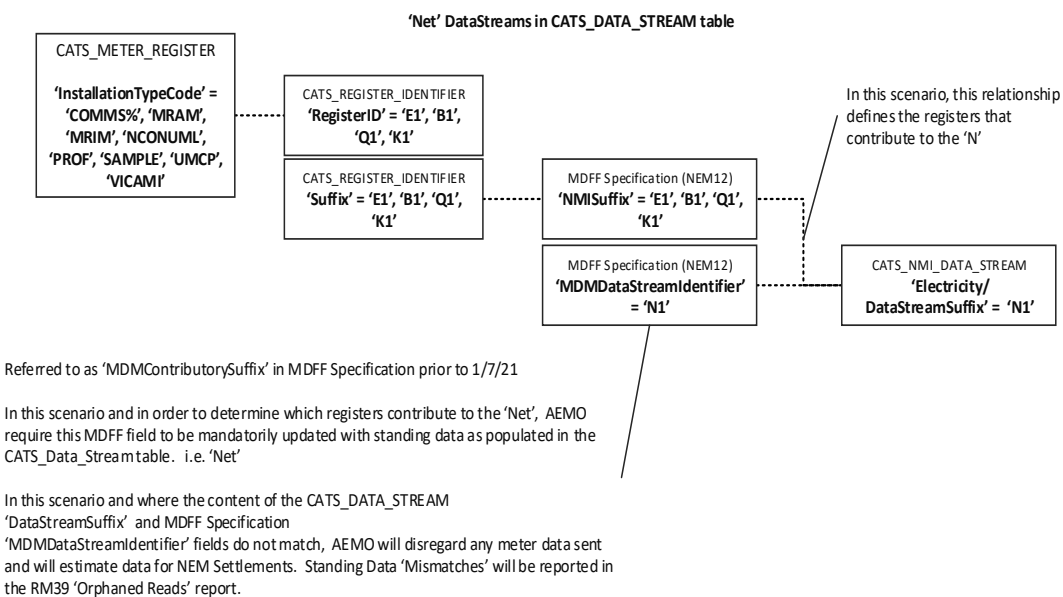 ‘Net’ DataStreams in CATS_DATA_STREAM table
CATS_METER_REGISTER
‘InstallationTypeCode’ =
‘COMMS%’, ‘MRAM’,
‘MRIM’, ‘NCONUML’,
‘PROF’, ‘SAMPLE’, ‘UMCP’,
‘VICAMI’
CATS_REGISTER_IDENTIFIER
‘RegisterID’ = ‘E1’, ‘B1’,
‘Q1’, ‘K1’
CATS_REGISTER_IDENTIFIER
‘Suffix’ = ‘E1’, ‘B1’, ‘Q1’,
‘K1’
MDFF Specification (NEM12)
‘NMISuffix’ = ‘E1’, ‘B1’, ‘Q1’,
‘K1’
MDFF Specification (NEM12)
‘MDMDataStreamIdentifier’
= ‘N1’
In this scenario, this relationship
defines the registers that
contribute to the ‘N’
CATS_NMI_DATA_STREAM
‘Electricity/
DataStreamSuffix’ = ‘N1’
Referred to as ‘MDMContributorySuffix’ in MDFF Specification prior to 1/7/21
In this scenario and in order to determine which registers contribute to the ‘Net’, AEMO
require this MDFF field to be mandatorily updated with standing data as populated in the
CATS_Data_Stream table. i.e. ‘Net’
In this scenario and where the content of the CATS_DATA_STREAM
‘DataStreamSuffix’ and MDFF Specification
‘MDMDataStreamIdentifier’ fields do not match, AEMO will disregard any meter data sent
and will estimate data for NEM Settlements. Standing Data ‘Mismatches’ will be reported in
the RM39 ‘Orphaned Reads’ report.